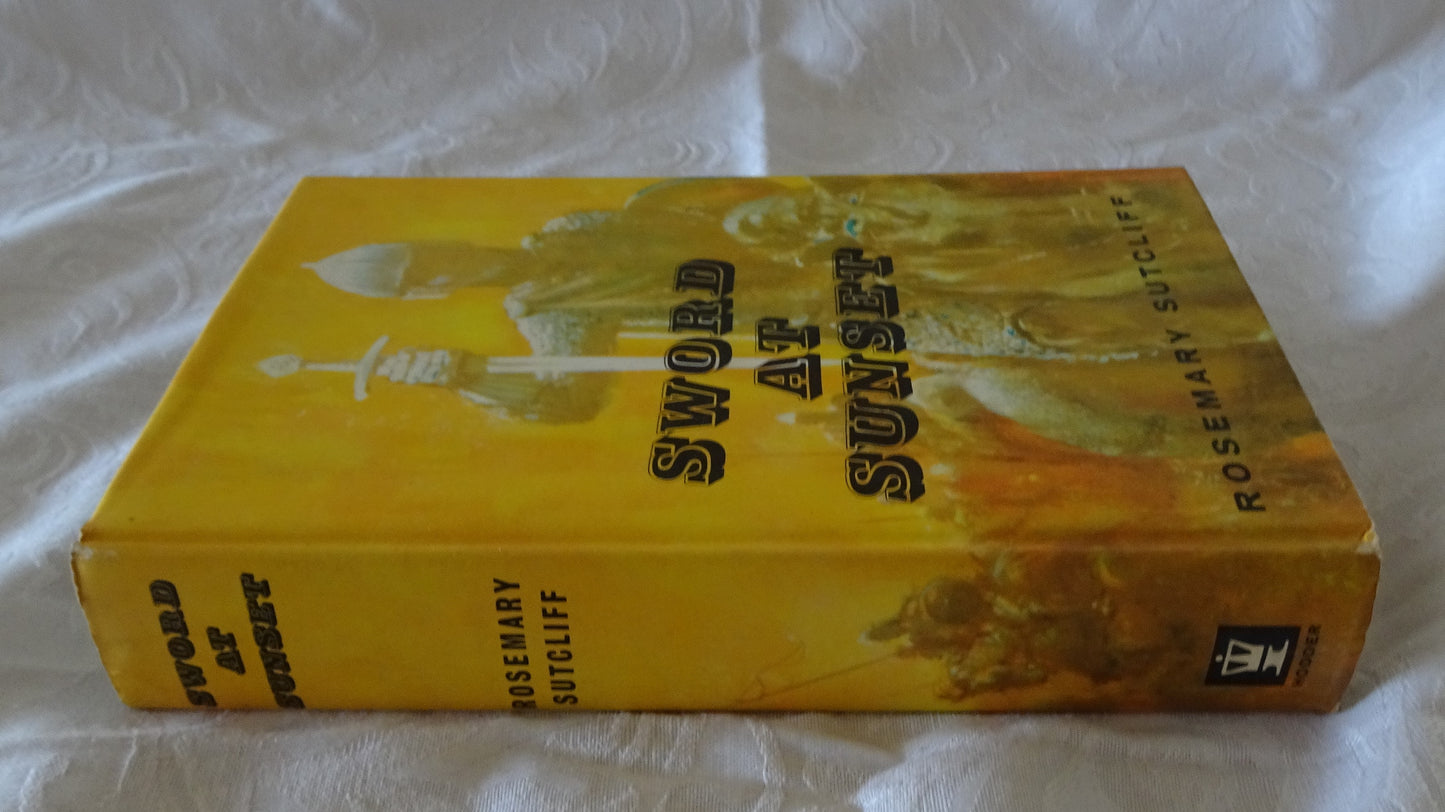 SWORD
AT
SUNSET
ROSEMARY SUTCLIFF
SWORD
AT
SUNSET
ROSEMARY
SUTCLIFF
HODDER